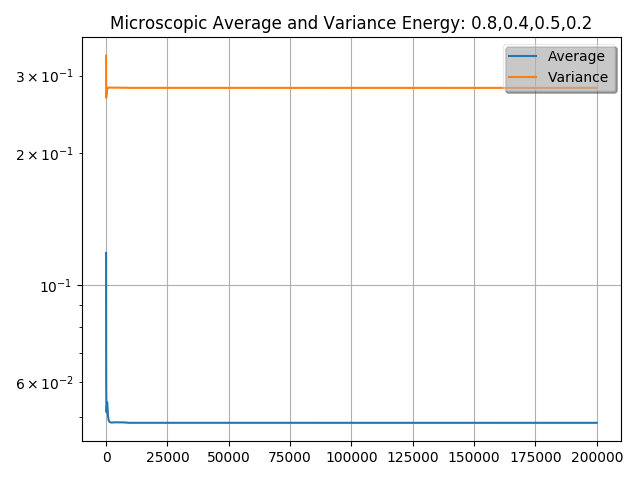 Microscopic Average and Variance Energy: 0.8,0.4,0.5,0.2
Average
Variance
3 × 10⁻¹
2 × 10⁻¹
10⁻¹
6 × 10⁻²
0 25000 50000 75000 100000 125000 150000 175000 200000